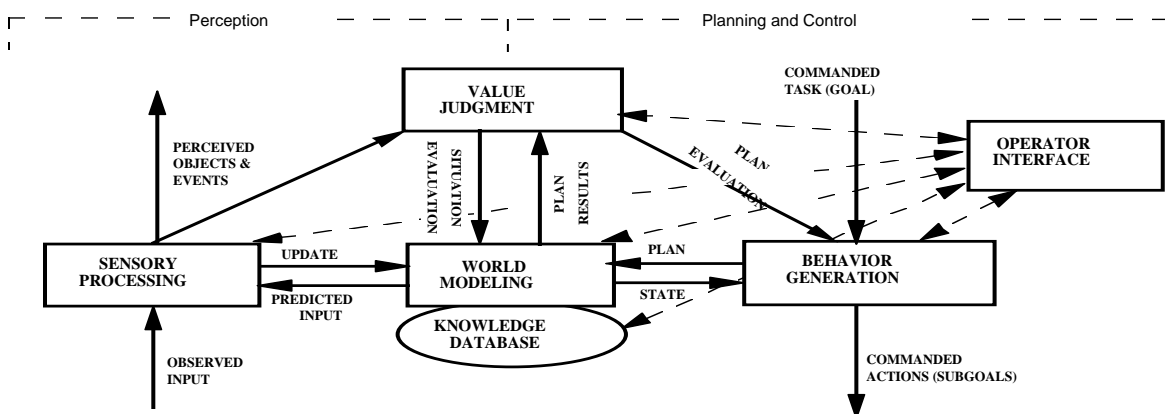 Perception
Planning and Control
VALUE
JUDGMENT
COMMANDED
TASK (GOAL)
OPERATOR
INTERFACE
PERCEIVED
OBJECTS &
EVENTS
SITUATION
EVALUATION
PLAN
RESULTS
PLAN
EVALUATION
SENSORY
PROCESSING
UPDATE
PREDICTED
INPUT
WORLD
MODELING
PLAN
STATE
BEHAVIOR
GENERATION
KNOWLEDGE
DATABASE
OBSERVED
INPUT
COMMANDED
ACTIONS (SUBGOALS)